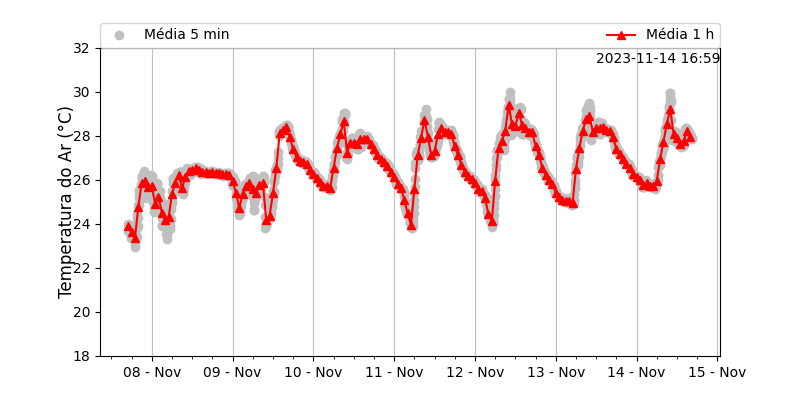 Média 5 min
Média 1 h
2023-11-14 16:59
Temperatura do Ar (°C)
32
30
28
26
24
22
20
18
08 - Nov
09 - Nov
10 - Nov
11 - Nov
12 - Nov
13 - Nov
14 - Nov
15 - Nov